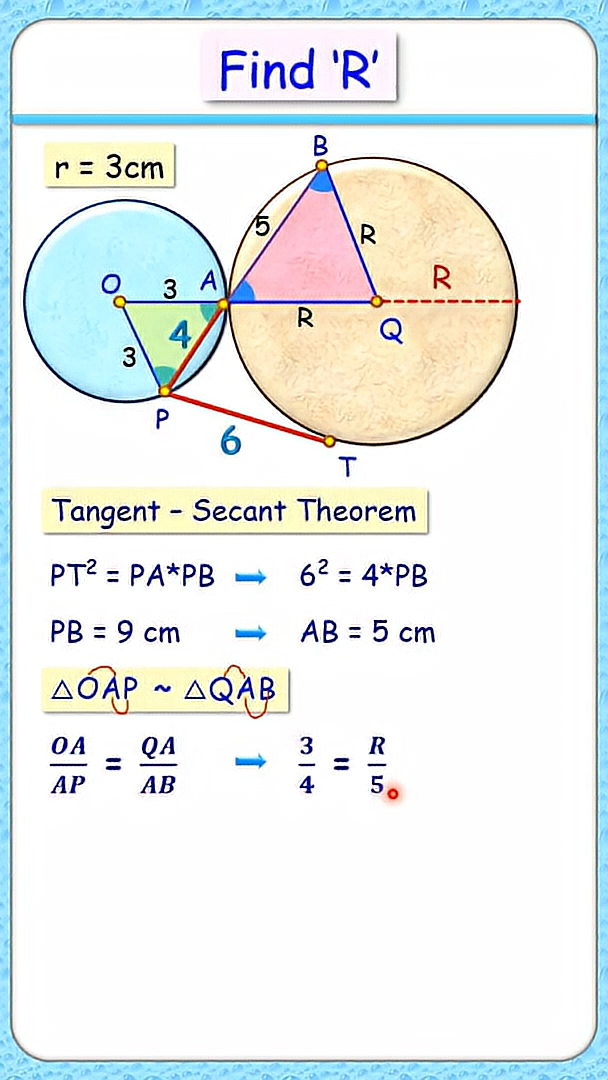 Find ‘R’
r = 3cm
B
5
R
O
3
A
R
4
R
Q
3
P
6
T
Tangent – Secant Theorem
PT² = PA*PB ➡ 6² = 4*PB
PB = 9 cm ➡ AB = 5 cm
△OAP ~ △QAB
OA/AP = QA/AB ➡ 3/4 = R/5